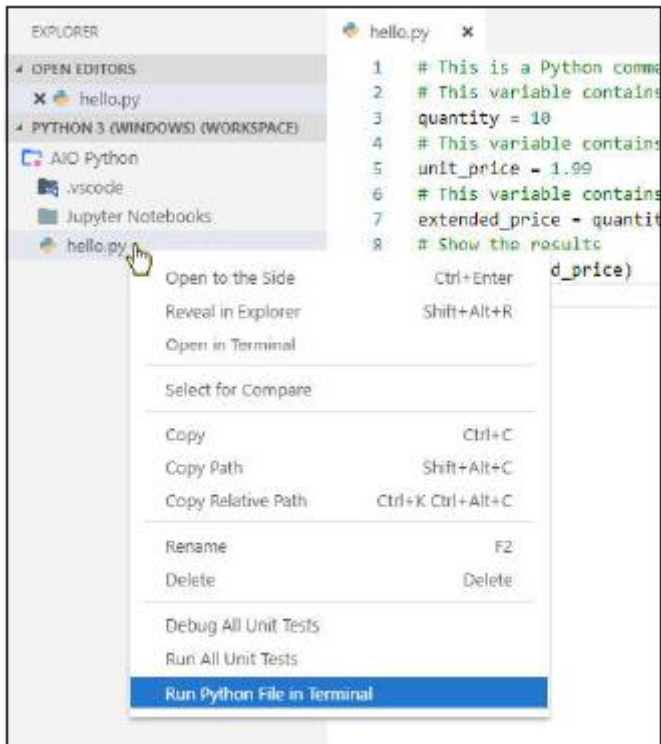 EXPLORER
OPEN EDITORS
hello.py
PYTHON 3 (WINDOWS) (WORKSPACE)
AIO Python
.vscode
Jupyter Notebooks
hello.py
hello.py
1 # This is a Python comme
2 # This variable contains
3 quantity = 10
4 # This variable contains
5 unit_price = 1.99
6 # This variable contains
7 extended_price = quantit
8 # Show the results
d_price)
Open to the Side Ctrl+Enter
Reveal in Explorer Shift+Alt+R
Open in Terminal
Select for Compare
Copy Ctrl+C
Copy Path Shift+Alt+C
Copy Relative Path Ctrl+K Ctrl+Alt+C
Rename F2
Delete Delete
Debug All Unit Tests
Run All Unit Tests
Run Python File in Terminal